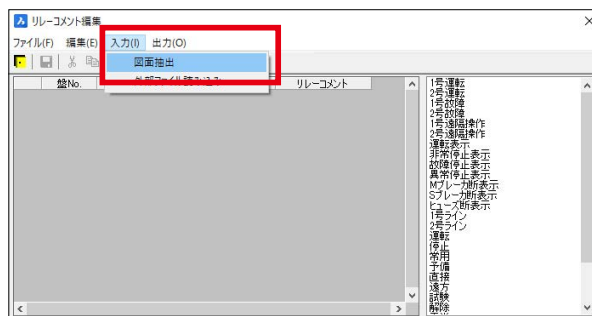 リレーコメント編集
ファイル(F) 編集(E) 入力(I) 出力(O)
図面抽出
盤No. リレーコメント
1号運転
2号運転
1号故障
2号故障
1号遠隔操作
2号遠隔操作
運転表示
非常停止表示
故障停止表示
異常停止表示
Mブレーカ断表示
Sブレーカ断表示
ヒューズ断表示
1号ライン
2号ライン
運転
停止
常用
予備
直接
遠方
試験
解除